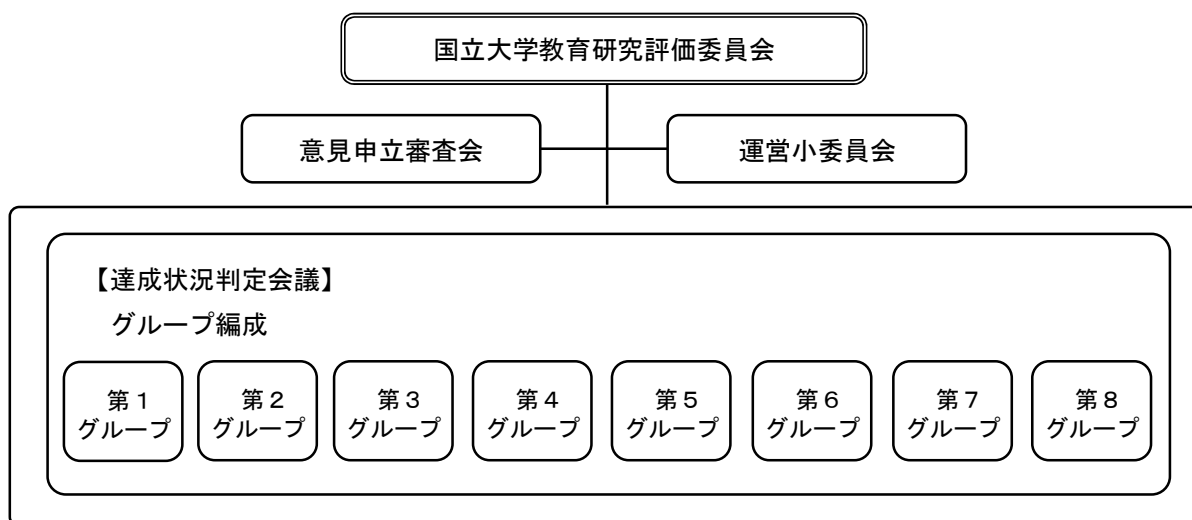 国立大学教育研究評価委員会
意見申立審査会
運営小委員会
【達成状況判定会議】
グループ編成
第１
グループ
第２
グループ
第３
グループ
第４
グループ
第５
グループ
第６
グループ
第７
グループ
第８
グループ